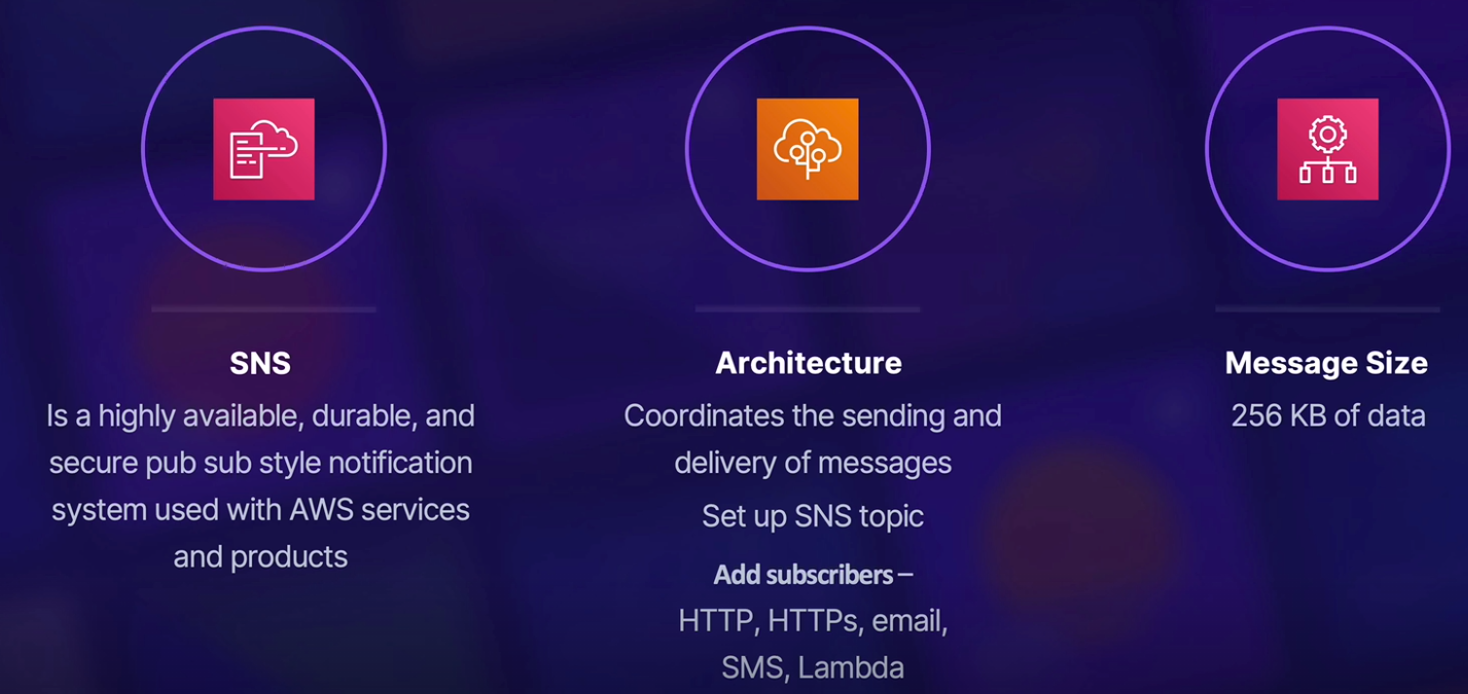 SNS
Is a highly available, durable, and
secure pub sub style notification
system used with AWS services
and products
Architecture
Coordinates the sending and
delivery of messages
Set up SNS topic
Add subscribers –
HTTP, HTTPs, email,
SMS, Lambda
Message Size
256 KB of data